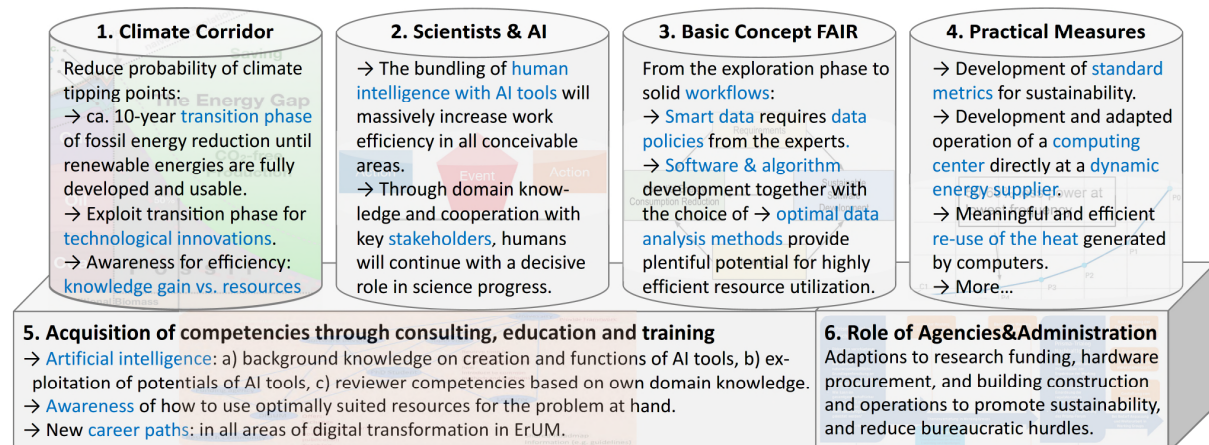 1. Climate Corridor
Reduce probability of climate
tipping points:
→ ca. 10-year transition phase
of fossil energy reduction until
renewable energies are fully
developed and usable.
→ Exploit transition phase for
technological innovations.
→ Awareness for efficiency:
knowledge gain vs. resources
2. Scientists & AI
→ The bundling of human
intelligence with AI tools will
massively increase work
efficiency in all conceivable
areas.
→ Through domain know-
ledge and cooperation with
key stakeholders, humans
will continue with a decisive
role in science progress.
3. Basic Concept FAIR
From the exploration phase to
solid workflows:
→ Smart data requires data
policies from the experts.
→ Software & algorithm
development together with
the choice of → optimal data
analysis methods provide
plentiful potential for highly
efficient resource utilization.
4. Practical Measures
→ Development of standard
metrics for sustainability.
→ Development and adapted
operation of a computing
center directly at a dynamic
energy supplier.
→ Meaningful and efficient
re-use of the heat generated
by computers.
→ More...
5. Acquisition of competencies through consulting, education and training
→ Artificial intelligence: a) background knowledge on creation and functions of AI tools, b) ex-
ploitation of potentials of AI tools, c) reviewer competencies based on own domain knowledge.
→ Awareness of how to use optimally suited resources for the problem at hand.
→ New career paths: in all areas of digital transformation in ErUM.
6. Role of Agencies&Administration
Adaptions to research funding, hardware
procurement, and building construction
and operations to promote sustainability,
and reduce bureaucratic hurdles.
Saving
The Energy Gap
Production
Event
Action
Requirements
Consumption Reduction